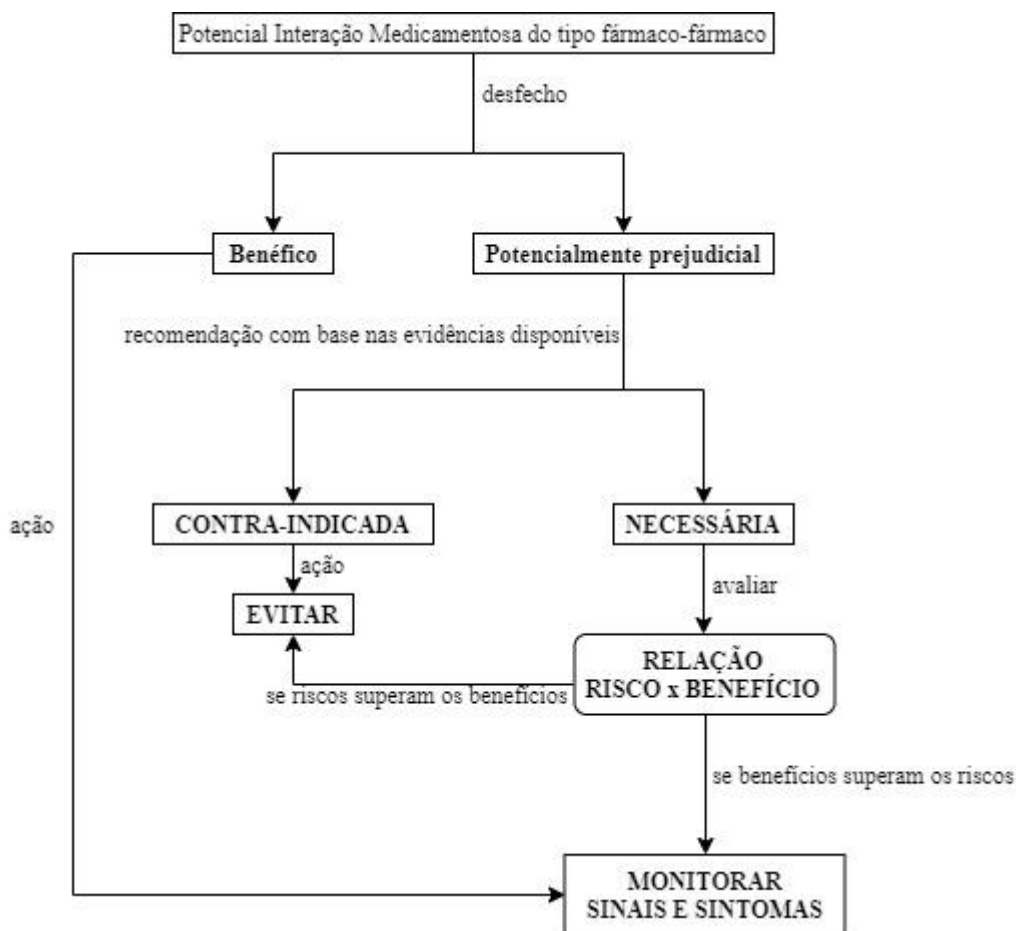 Potencial Interação Medicamentosa do tipo fármaco-fármaco
desfecho
Benéfico
Potencialmente prejudicial
recomendação com base nas evidências disponíveis
CONTRA-INDICADA
NECESSÁRIA
ação
ação
avaliar
EVITAR
RELAÇÃO
RISCO x BENEFÍCIO
se riscos superam os benefícios
se benefícios superam os riscos
MONITORAR
SINAIS E SINTOMAS